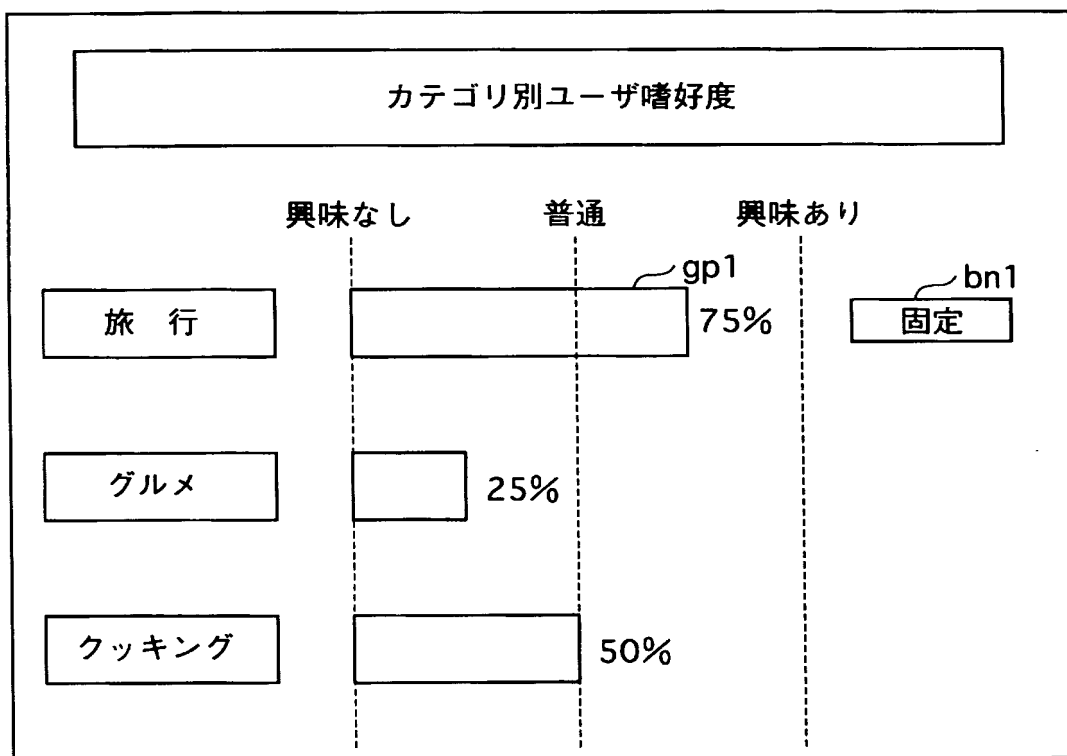 カテゴリ別ユーザ嗜好度
興味なし 普通 興味あり
gp1 bn1
旅 行 75% 固定
グルメ 25%
クッキング 50%